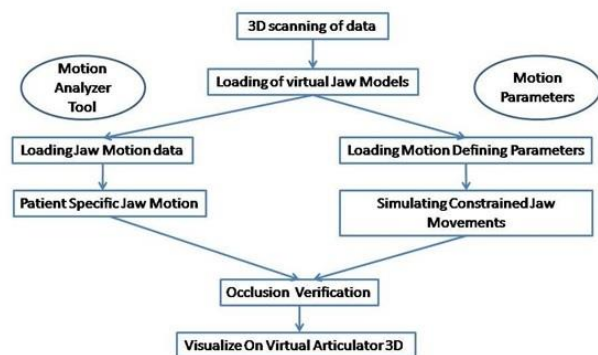 3D scanning of data
Motion
Analyzer
Tool
Loading of virtual Jaw Models
Motion
Parameters
Loading Jaw Motion data
Loading Motion Defining Parameters
Patient Specific Jaw Motion
Simulating Constrained Jaw
Movements
Occlusion Verification
Visualize On Virtual Articulator 3D